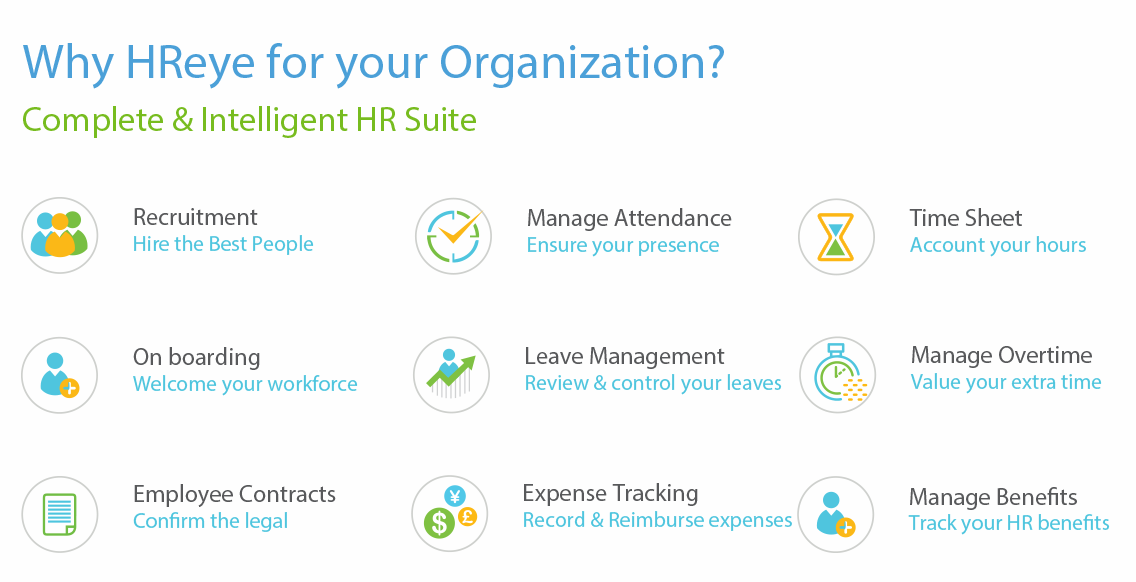 Why HReye for your Organization?
Complete & Intelligent HR Suite
Recruitment
Hire the Best People
Manage Attendance
Ensure your presence
Time Sheet
Account your hours
On boarding
Welcome your workforce
Leave Management
Review & control your leaves
Manage Overtime
Value your extra time
Employee Contracts
Confirm the legal
¥
$
£
Expense Tracking
Record & Reimburse expenses
Manage Benefits
Track your HR benefits